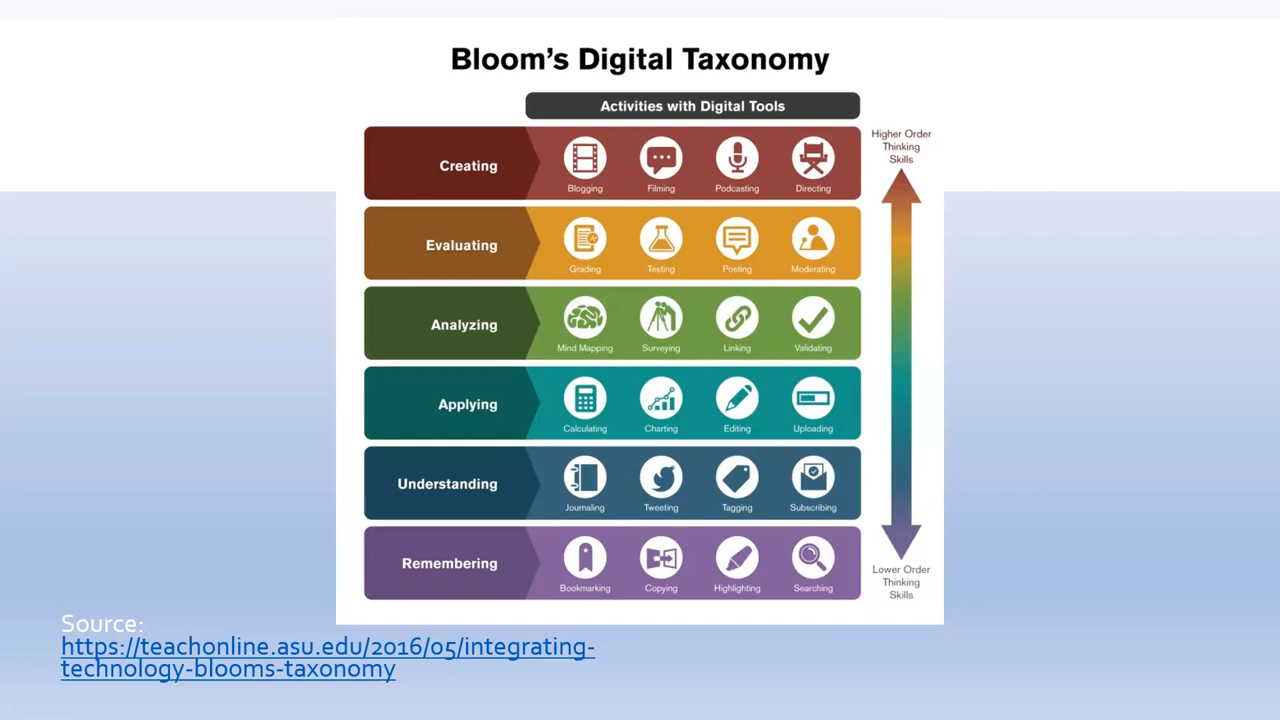 Bloom's Digital Taxonomy
Activities with Digital Tools
Higher Order
Thinking
Skills
Creating
Blogging
Filming
Podcasting
Directing
Evaluating
Grading
Testing
Posting
Moderating
Analyzing
Mind Mapping
Surveying
Linking
Validating
Applying
Calculating
Charting
Editing
Uploading
Understanding
Journaling
Tweeting
Tagging
Subscribing
Remembering
Bookmarking
Copying
Highlighting
Searching
Lower Order
Thinking
Skills
Source:
https://teachonline.asu.edu/2016/05/integrating-
technology-blooms-taxonomy